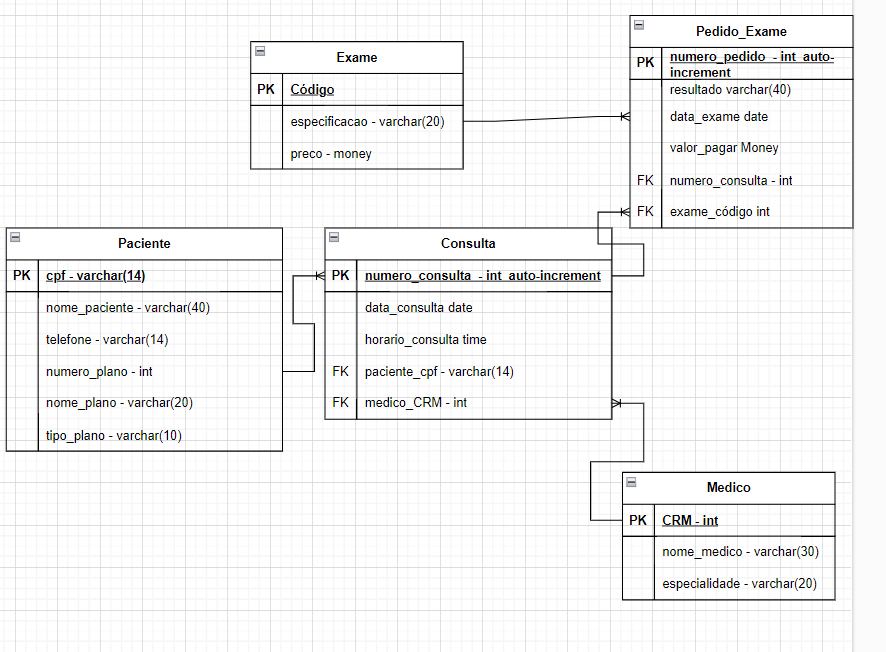 Exame
PK Código
especificacao - varchar(20)
preco - money
Pedido_Exame
PK numero_pedido - int auto-
increment
resultado varchar(40)
data_exame date
valor_pagar Money
FK numero_consulta - int
FK exame_código int
Paciente
PK cpf - varchar(14)
nome_paciente - varchar(40)
telefone - varchar(14)
numero_plano - int
nome_plano - varchar(20)
tipo_plano - varchar(10)
Consulta
PK numero_consulta - int auto-increment
data_consulta date
horario_consulta time
FK paciente_cpf - varchar(14)
FK medico_CRM - int
Medico
PK CRM - int
nome_medico - varchar(30)
especialidade - varchar(20)